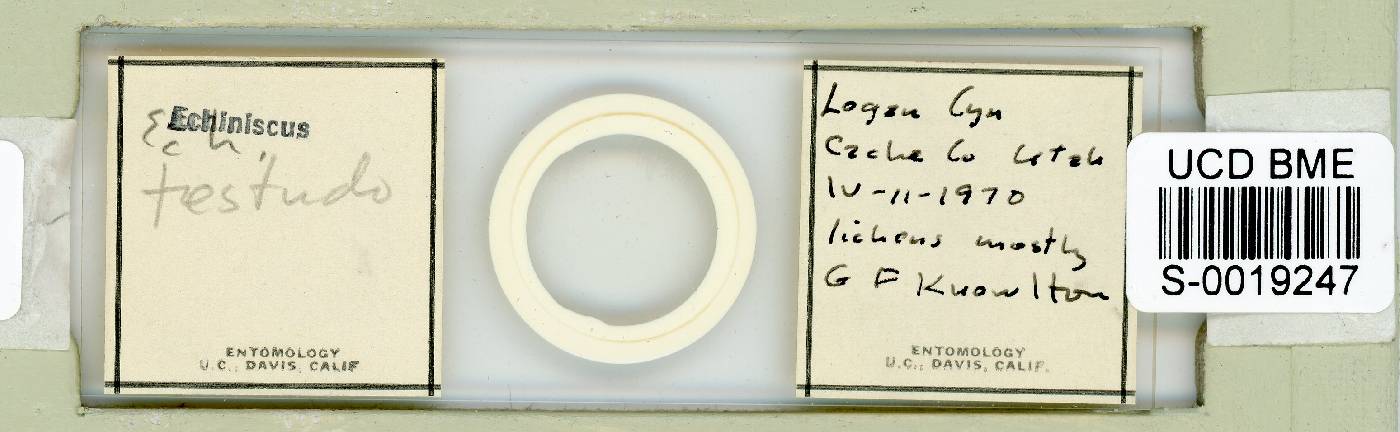 Echiniscus
Ech.
testudo
ENTOMOLOGY
U.C., DAVIS, CALIF
Logan Cyn
Cache Co Utah
IV-11-1970
lichens mostly
G F Knowlton
ENTOMOLOGY
U.C., DAVIS, CALIF.
UCD BME
S-0019247